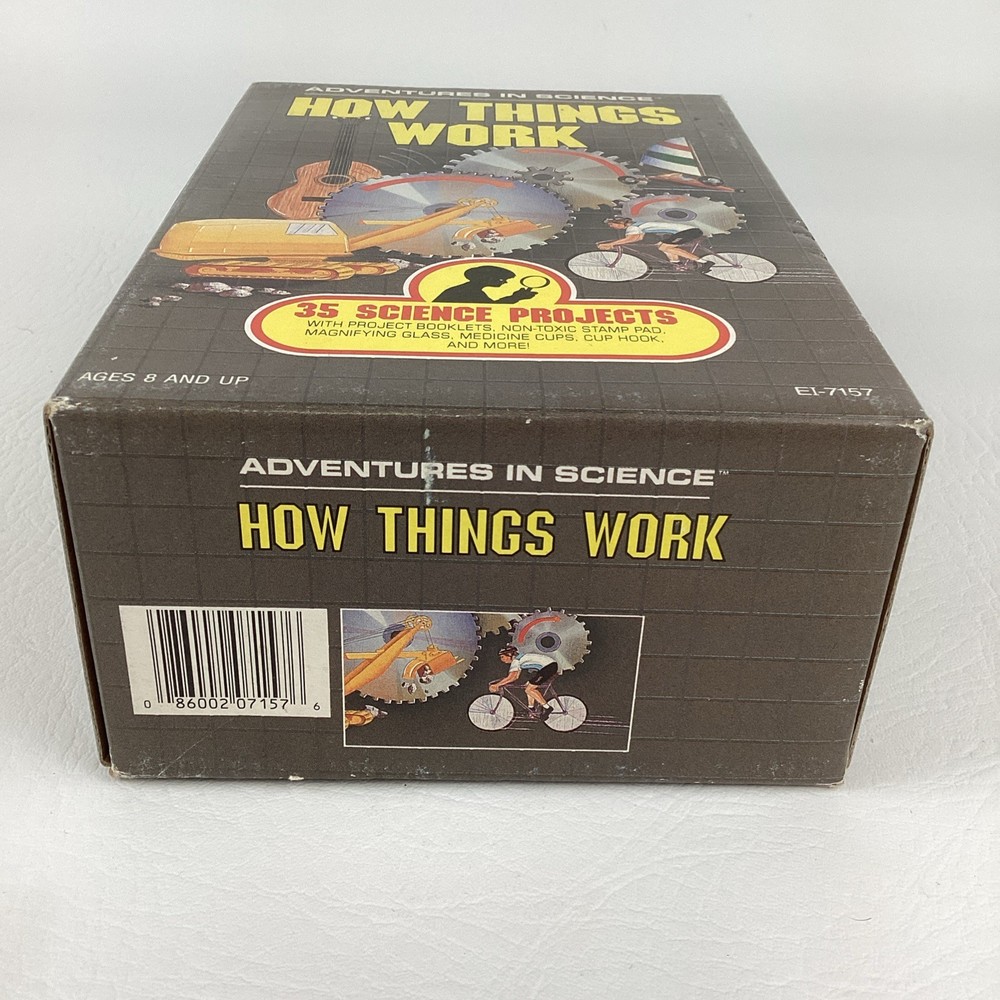 ADVENTURES IN SCIENCE
HOW THINGS
WORK
35 SCIENCE PROJECTS
WITH PROJECT BOOKLETS, NON-TOXIC STAMP PAD,
MAGNIFYING GLASS, MEDICINE CUPS, CUP HOOK,
AND MORE!
AGES 8 AND UP
EI-7157
ADVENTURES IN SCIENCE™
HOW THINGS WORK
0 86002 07157 6